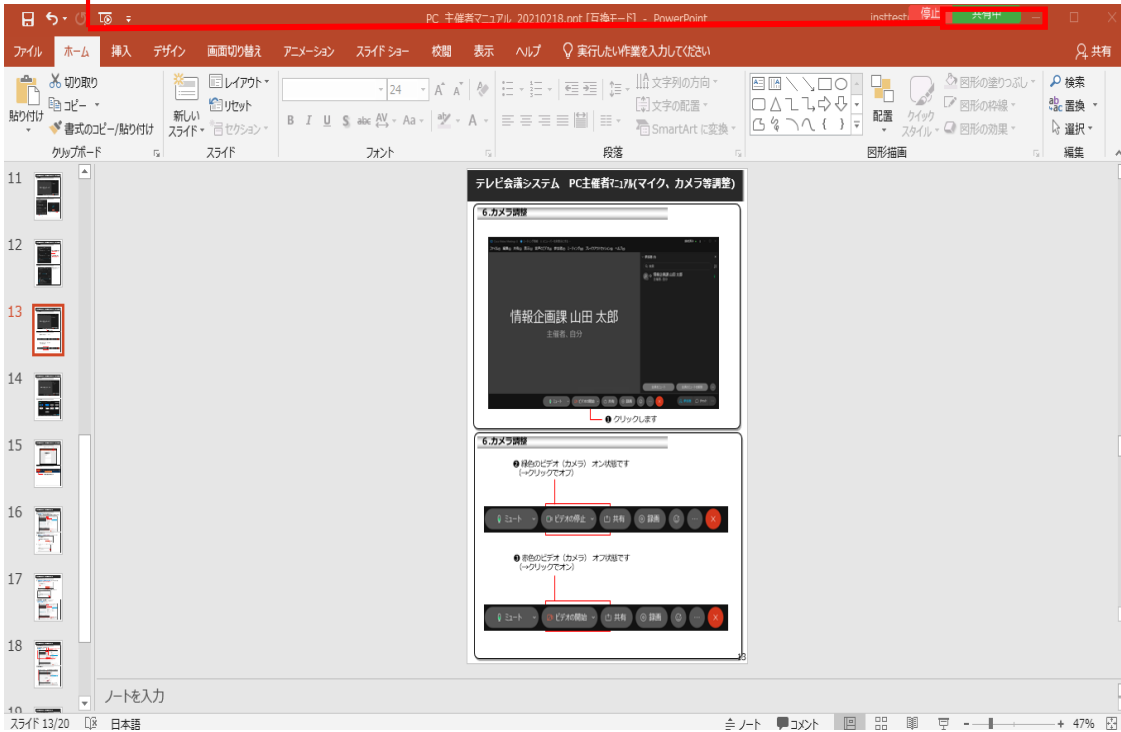 PC_主催者マニュアル_20210218.ppt [互換モード] - PowerPoint
insttest
停止
共有中
ファイル ホーム 挿入 デザイン 画面切り替え アニメーション スライド ショー 校閲 表示 ヘルプ 実行したい作業を入力してください 共有
切り取り
コピー
書式のコピー/貼り付け
貼り付け
クリップボード
新しい
スライド
レイアウト
リセット
セクション
スライド
24
フォント
文字列の方向
文字の配置
SmartArt に変換
段落
配置
クイック
スタイル
図形の塗りつぶし
図形の枠線
図形の効果
図形描画
検索
置換
選択
編集
11
12
13
14
15
16
17
18
テレビ会議システム PC主催者マニュアル(マイク、カメラ等調整)
6.カメラ調整
情報企画課 山田 太郎
主催者, 自分
❶ クリックします
6.カメラ調整
❷ 緑色のビデオ（カメラ） オン状態です
(→クリックでオフ)
ミュート ビデオの停止 共有 録画
❸ 赤色のビデオ（カメラ） オフ状態です
(→クリックでオン)
ミュート ビデオの開始 共有 録画
13
ノートを入力
スライド 13/20 日本語 ノート コメント 47%